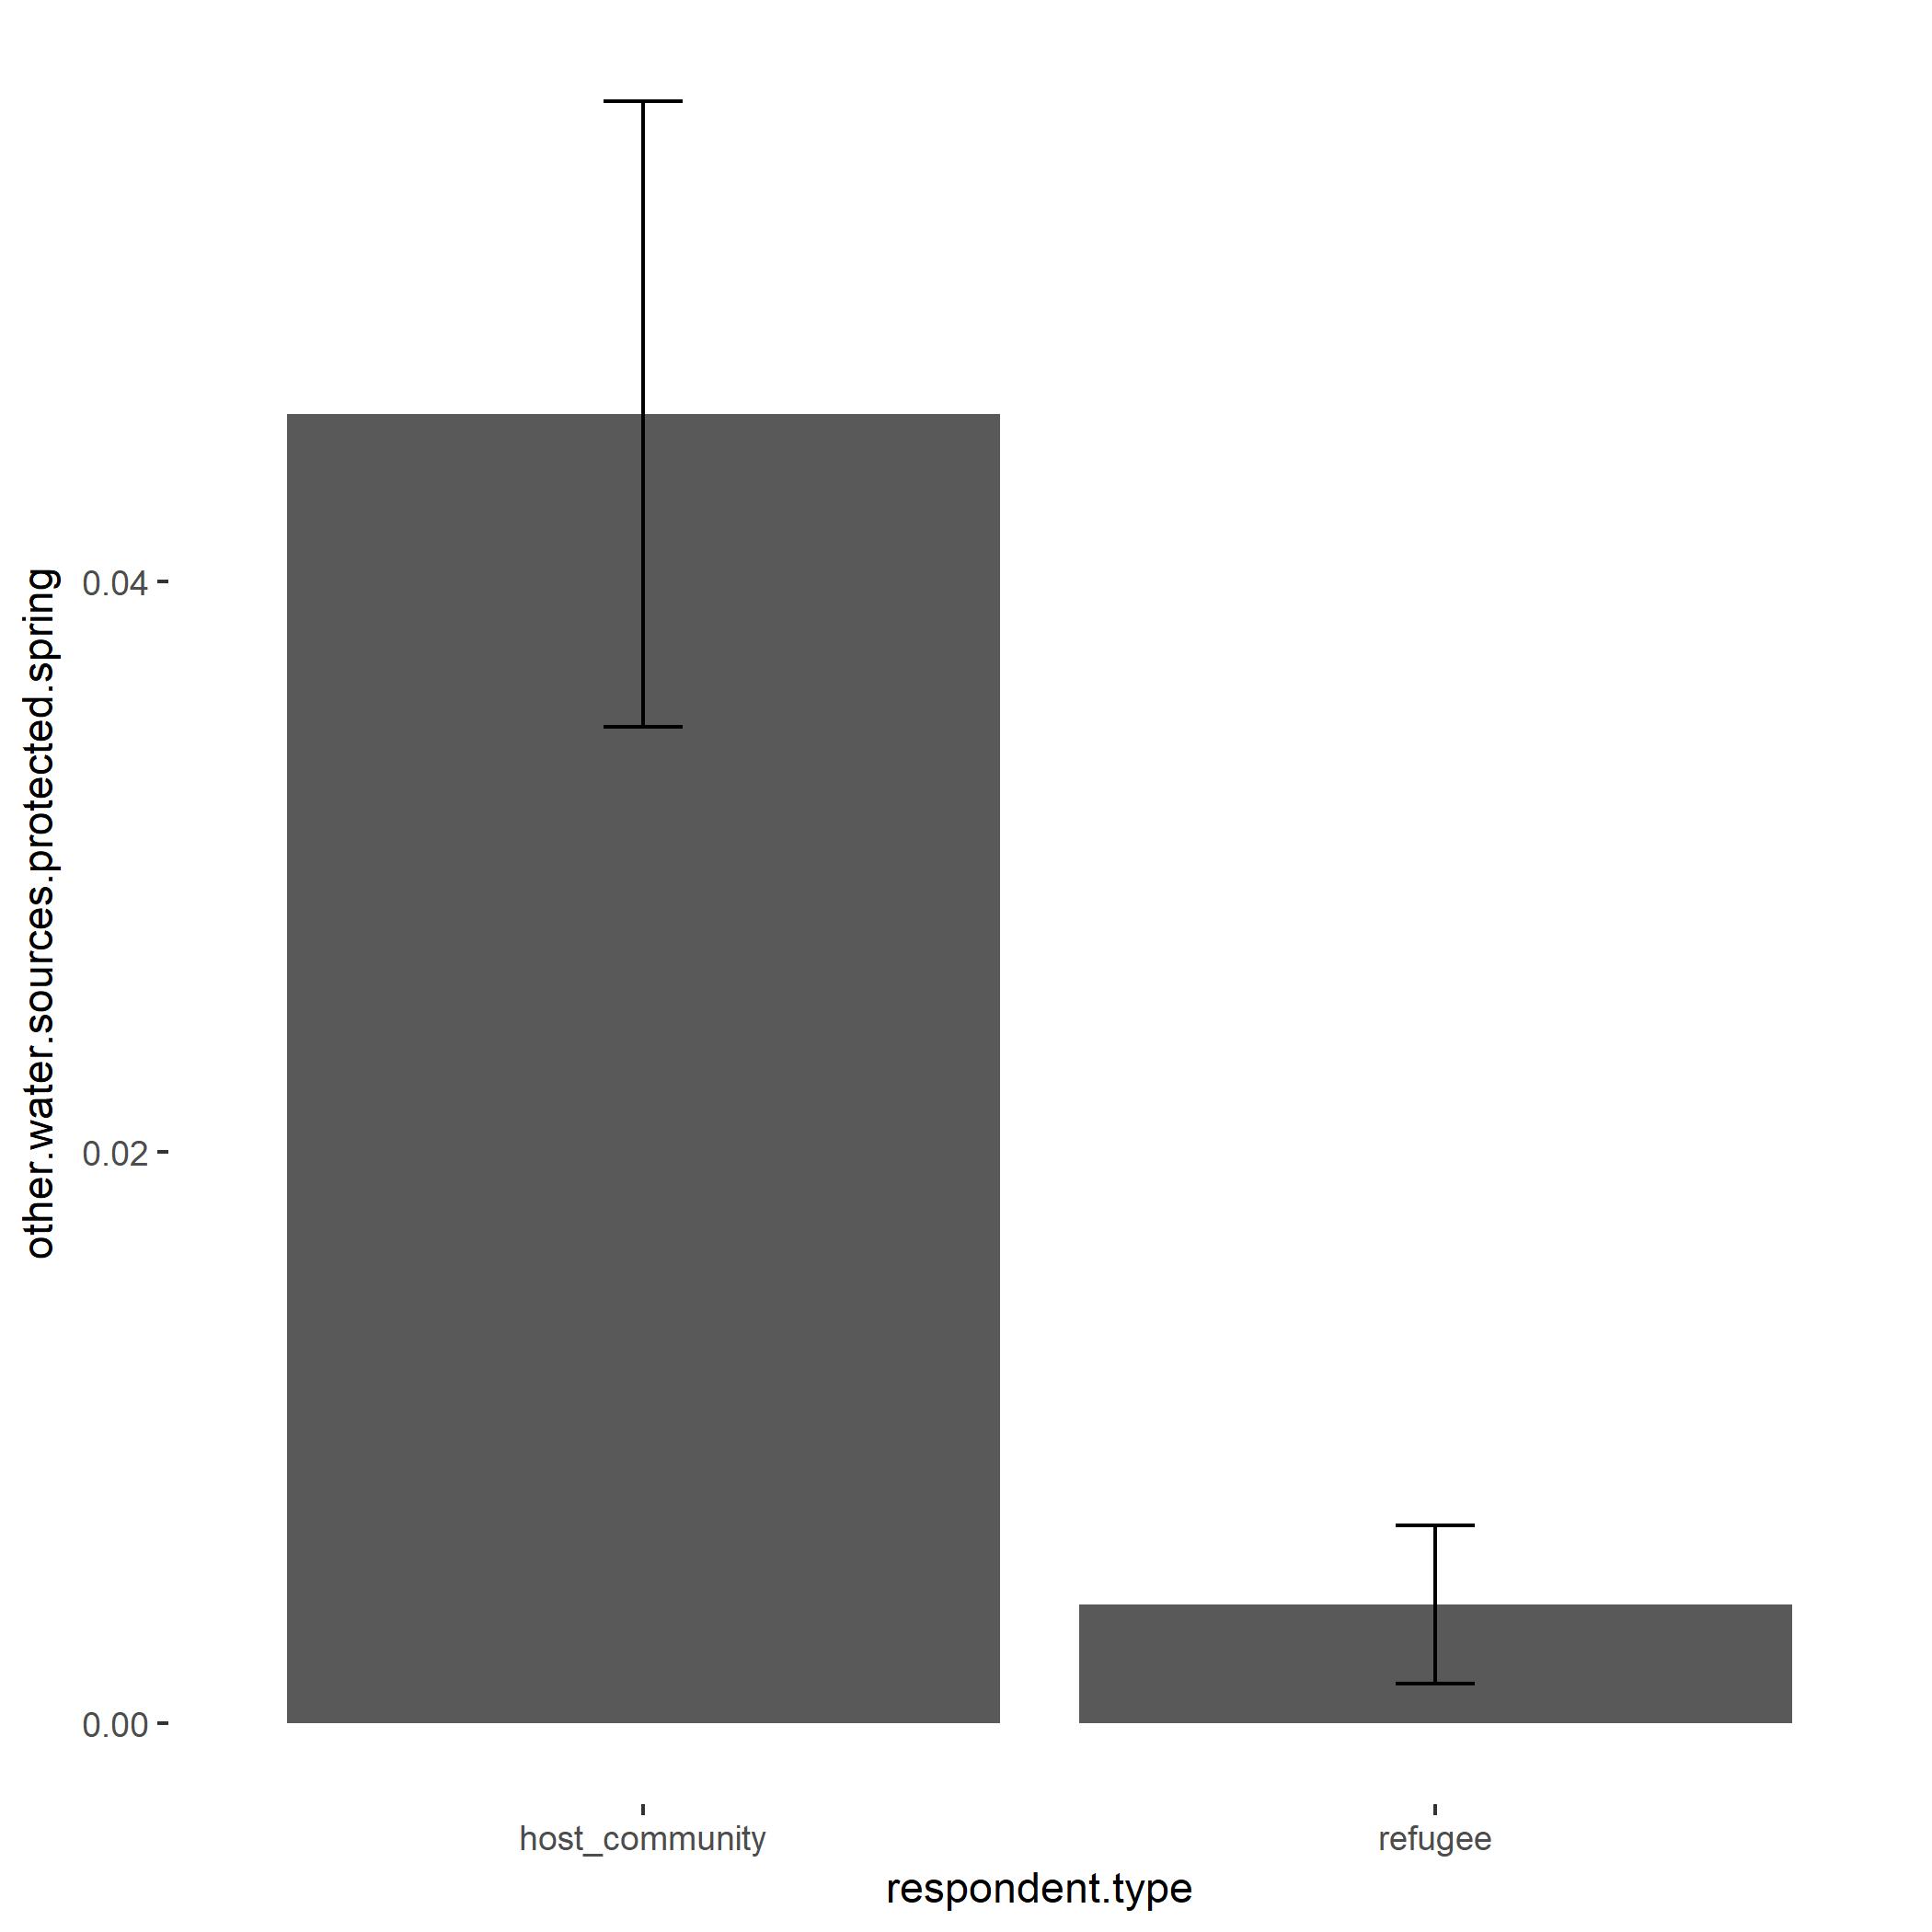 other.water.sources.protected.spring
0.04
0.02
0.00
host_community
refugee
respondent.type